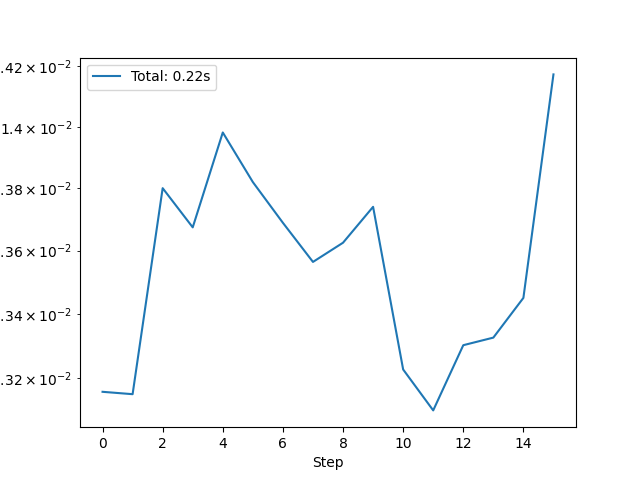 .42 × 10⁻²
1.4 × 10⁻²
.38 × 10⁻²
.36 × 10⁻²
.34 × 10⁻²
.32 × 10⁻²
Total: 0.22s
0 2 4 6 8 10 12 14
Step